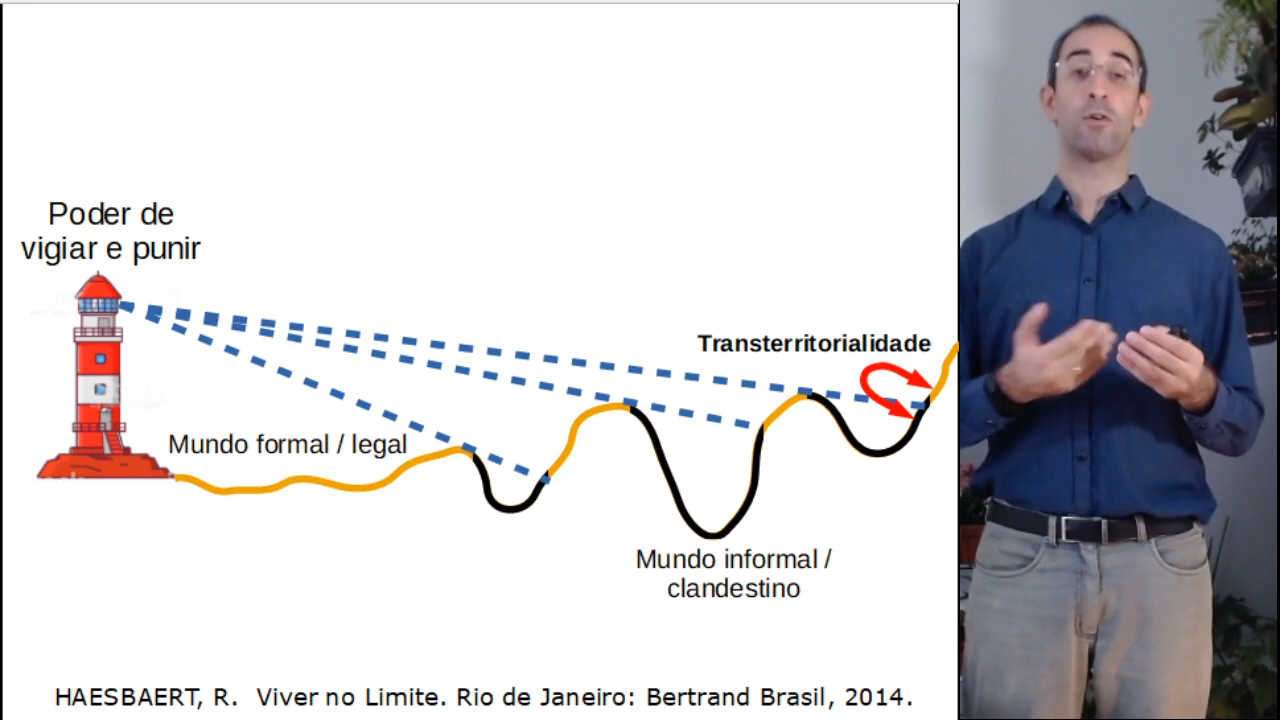 Poder de
vigiar e punir
Transterritorialidade
Mundo formal / legal
Mundo informal /
clandestino
HAESBAERT, R. Viver no Limite. Rio de Janeiro: Bertrand Brasil, 2014.